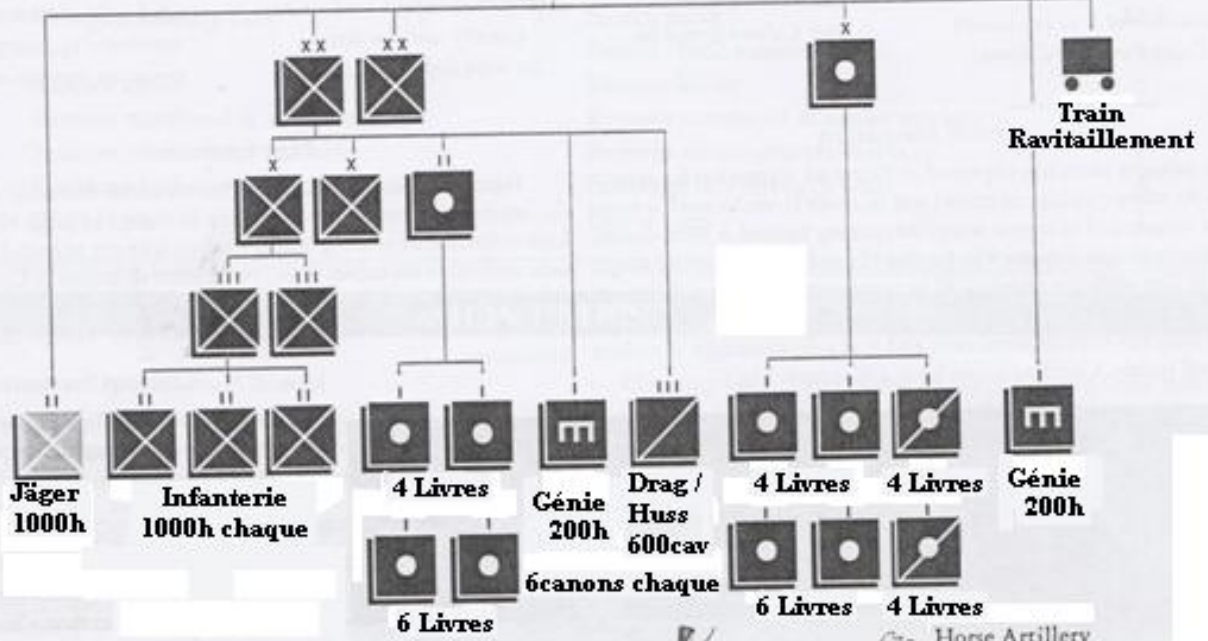 XX XX
X
Train
Ravitaillement
X X II
III III
II II II II I I III I I I
Jäger
1000h
Infanterie
1000h chaque
4 Livres
Génie
200h
Drag /
Huss
600cav
4 Livres
4 Livres
Génie
200h
6canons chaque
6 Livres
6 Livres
4 Livres
Horse Artillery